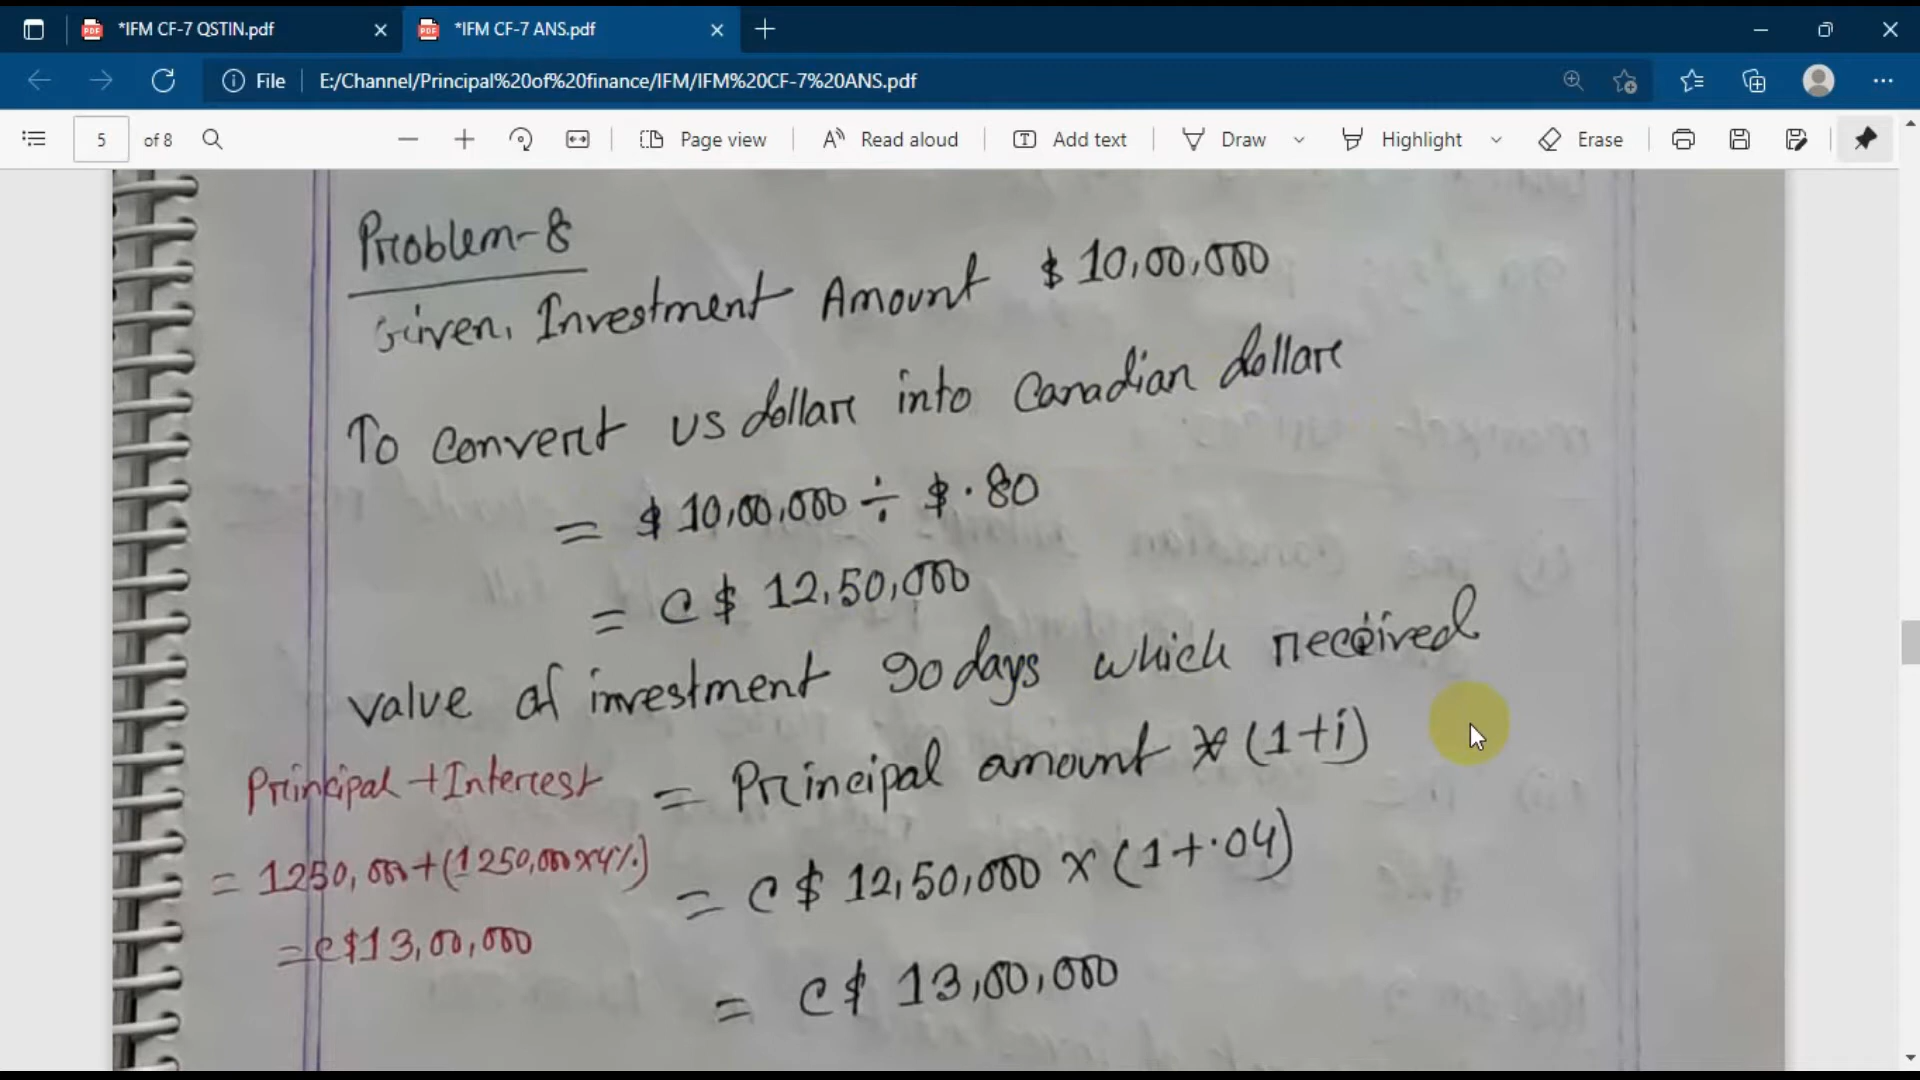 *IFM CF-7 QSTIN.pdf
*IFM CF-7 ANS.pdf
File
E:/Channel/Principal%20of%20finance/IFM/IFM%20CF-7%20ANS.pdf
5 of 8
Page view
Read aloud
Add text
Draw
Highlight
Erase
Problem-8
Given, Investment Amount $ 10,00,000
To convert us dollar into Canadian dollar
= $ 10,00,000 ÷ $ .80
= C $ 12,50,000
value of investment 90 days which received
= Principal amount * (1+i)
= C $ 12,50,000 × (1+.04)
= C $ 13,00,000
Principal + Interest
= 1250,000+(1250,000×4%)
= C$13,00,000